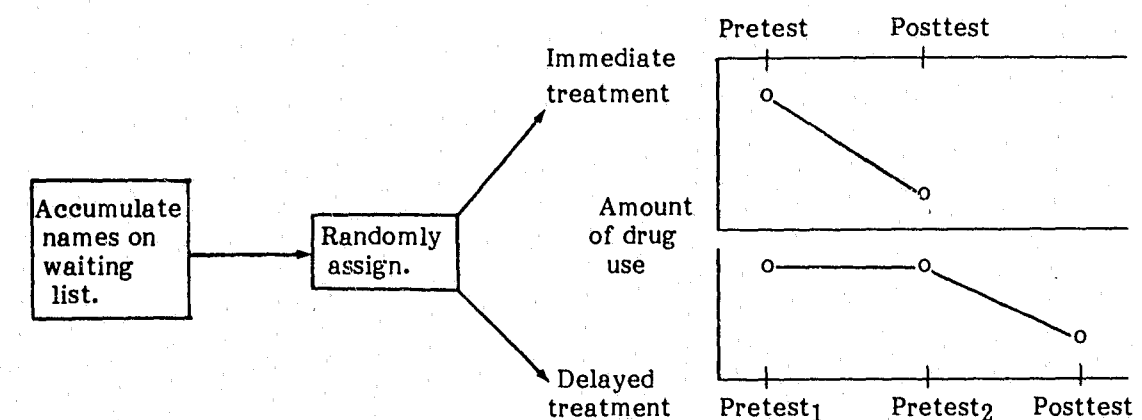 Pretest Posttest
Immediate
treatment
Accumulate
names on
waiting
list.
Randomly
assign.
Amount
of drug
use
Delayed
treatment
Pretest1 Pretest2 Posttest